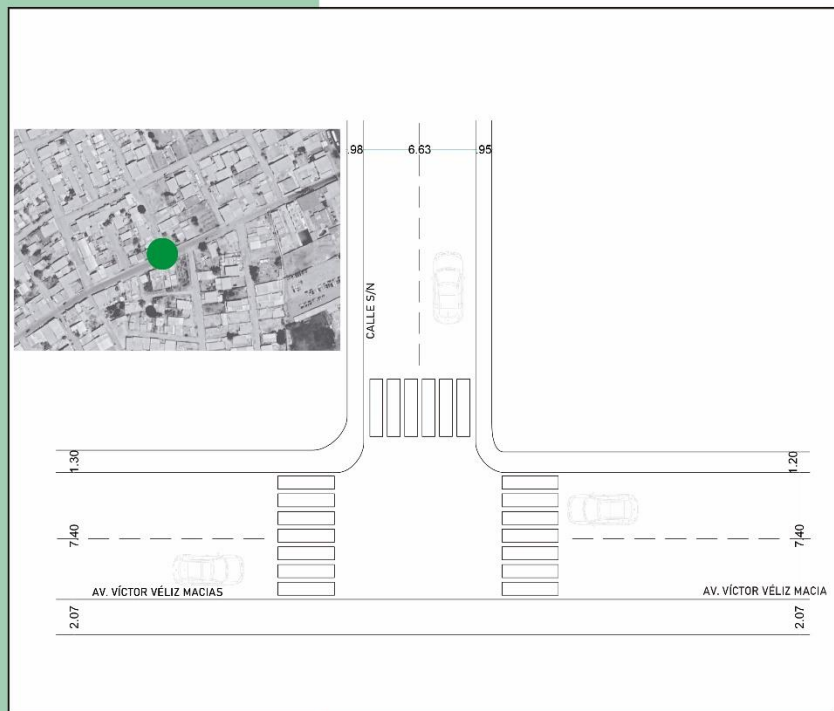 .98 6.63 .95
CALLE S/N
1.30
1.20
7.40
7.40
AV. VÍCTOR VÉLIZ MACIAS
AV. VÍCTOR VÉLIZ MACIA
2.07
2.07